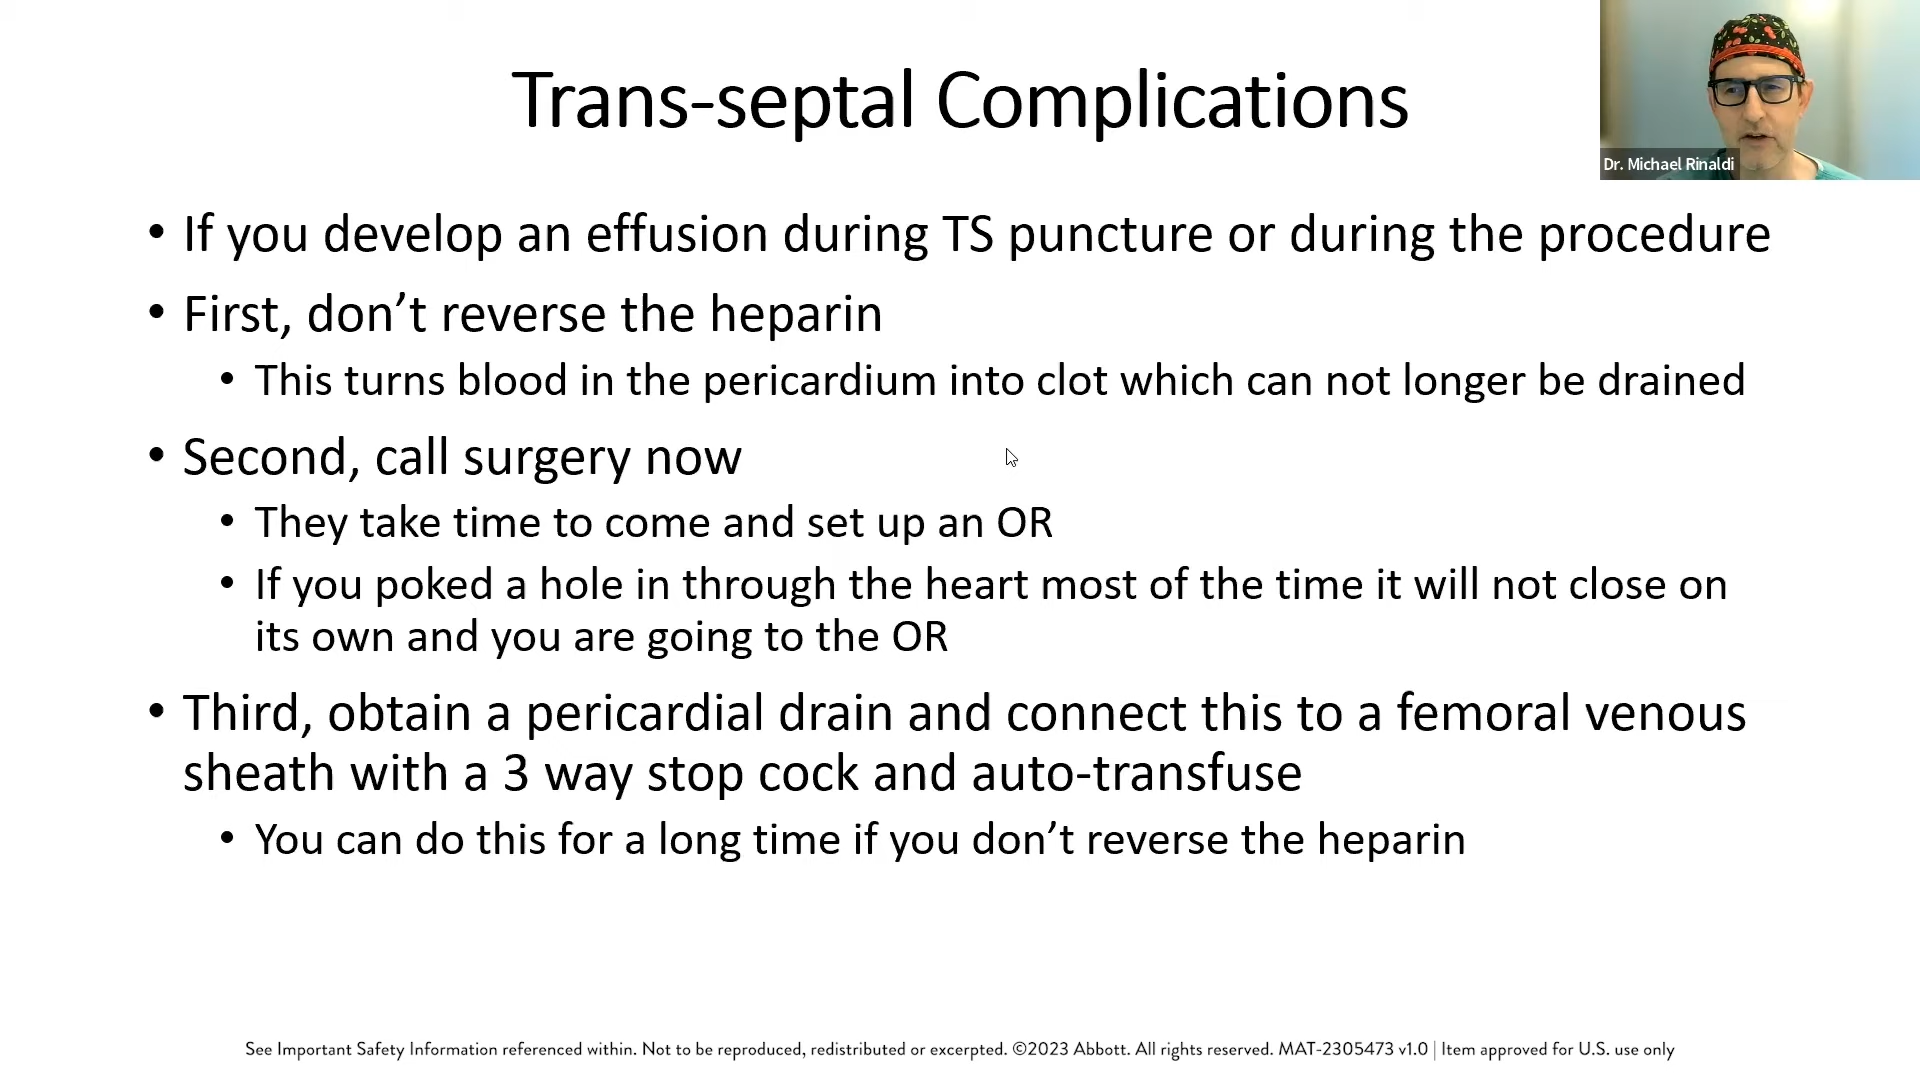 Trans-septal Complications
Dr. Michael Rinaldi
• If you develop an effusion during TS puncture or during the procedure
• First, don’t reverse the heparin
• This turns blood in the pericardium into clot which can not longer be drained
• Second, call surgery now
• They take time to come and set up an OR
• If you poked a hole in through the heart most of the time it will not close on
its own and you are going to the OR
• Third, obtain a pericardial drain and connect this to a femoral venous
sheath with a 3 way stop cock and auto-transfuse
• You can do this for a long time if you don’t reverse the heparin
See Important Safety Information referenced within. Not to be reproduced, redistributed or excerpted. ©2023 Abbott. All rights reserved. MAT-2305473 v1.0 | Item approved for U.S. use only